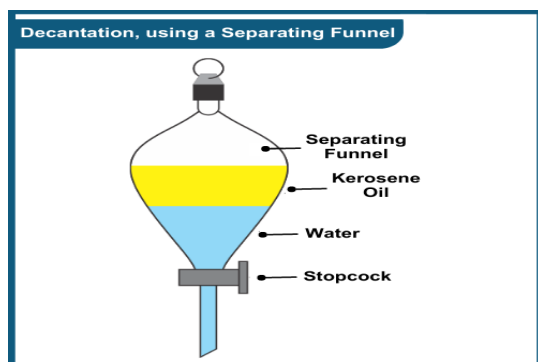 Decantation, using a Separating Funnel
Separating
Funnel
Kerosene
Oil
Water
Stopcock